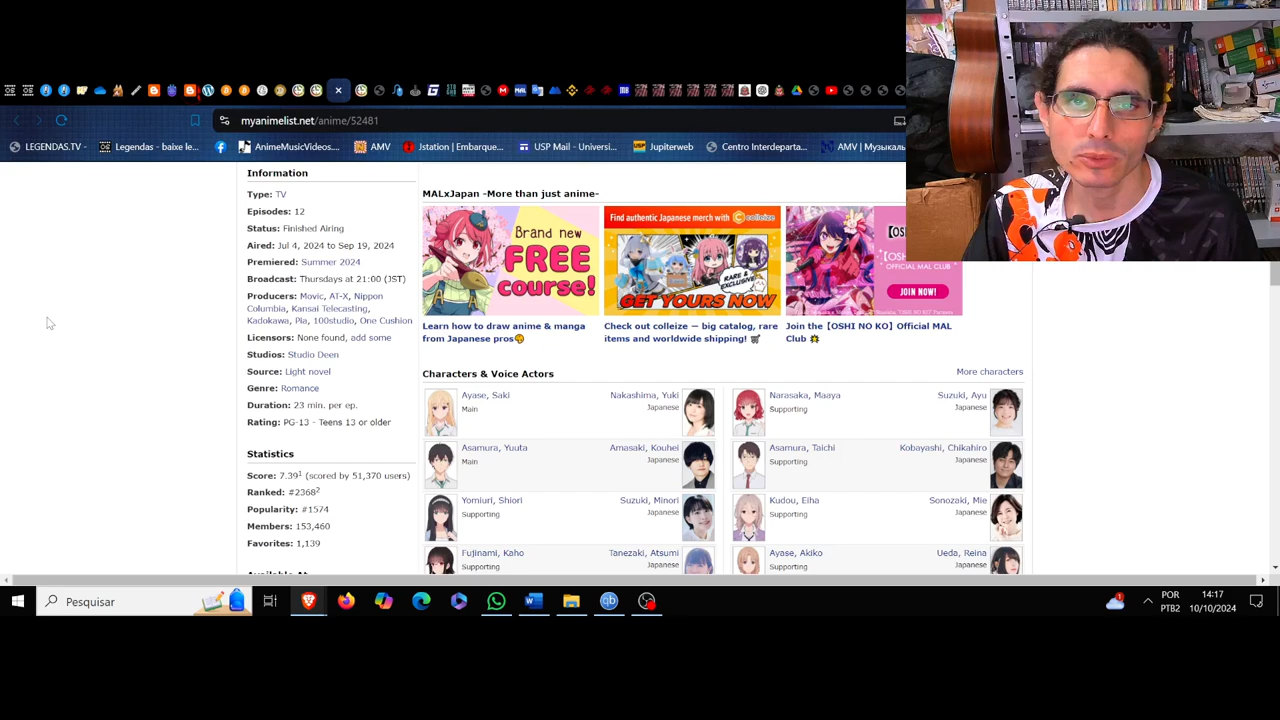 myanimelist.net/anime/52481
LEGENDAS.TV -
Legendas - baixe le...
AnimeMusicVideos....
AMV
Jstation | Embarque...
USP Mail - Universi...
Jupiterweb
Centro Interdeparta...
AMV | Музыкаль
Information
Type: TV
Episodes: 12
Status: Finished Airing
Aired: Jul 4, 2024 to Sep 19, 2024
Premiered: Summer 2024
Broadcast: Thursdays at 21:00 (JST)
Producers: Movic, AT-X, Nippon
Columbia, Kansai Telecasting,
Kadokawa, Pia, 100studio, One Cushion
Licensors: None found, add some
Studios: Studio Deen
Source: Light novel
Genre: Romance
Duration: 23 min. per ep.
Rating: PG-13 - Teens 13 or older
Statistics
Score: 7.39¹ (scored by 51,370 users)
Ranked: #2368²
Popularity: #1574
Members: 153,460
Favorites: 1,139
MALxJapan -More than just anime-
Brand new
FREE
course!
Find authentic Japanese merch with colleize
RARE &
EXCLUSIVE
GET YOURS NOW
OFFICIAL MAL CLUB
JOIN NOW!
Learn how to draw anime & manga
from Japanese pros
Check out colleize — big catalog, rare
items and worldwide shipping!
Join the【OSHI NO KO】Official MAL
Club
Characters & Voice Actors
More characters
Ayase, Saki
Main
Nakashima, Yuki
Japanese
Narasaka, Maaya
Supporting
Suzuki, Ayu
Japanese
Asamura, Yuuta
Main
Amasaki, Kouhei
Japanese
Asamura, Taichi
Supporting
Kobayashi, Chikahiro
Japanese
Yomiuri, Shiori
Supporting
Suzuki, Minori
Japanese
Kudou, Eiha
Supporting
Sonozaki, Mie
Japanese
Fujinami, Kaho
Supporting
Tanezaki, Atsumi
Japanese
Ayase, Akiko
Supporting
Ueda, Reina
Japanese
Pesquisar
POR
PTB2
14:17
10/10/2024